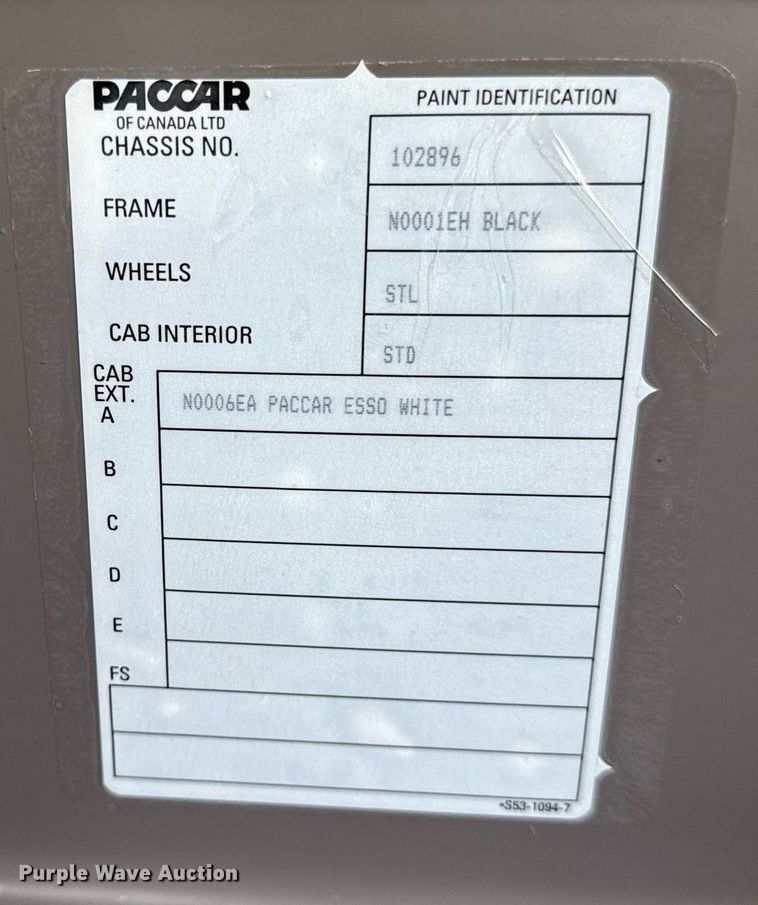 PACCAR
OF CANADA LTD
PAINT IDENTIFICATION
CHASSIS NO. 102896
FRAME N0001EH BLACK
WHEELS STL
CAB INTERIOR STD
CAB
EXT.
A N0006EA PACCAR ESSO WHITE
B
C
D
E
FS
*S53-1094-7
Purple Wave Auction